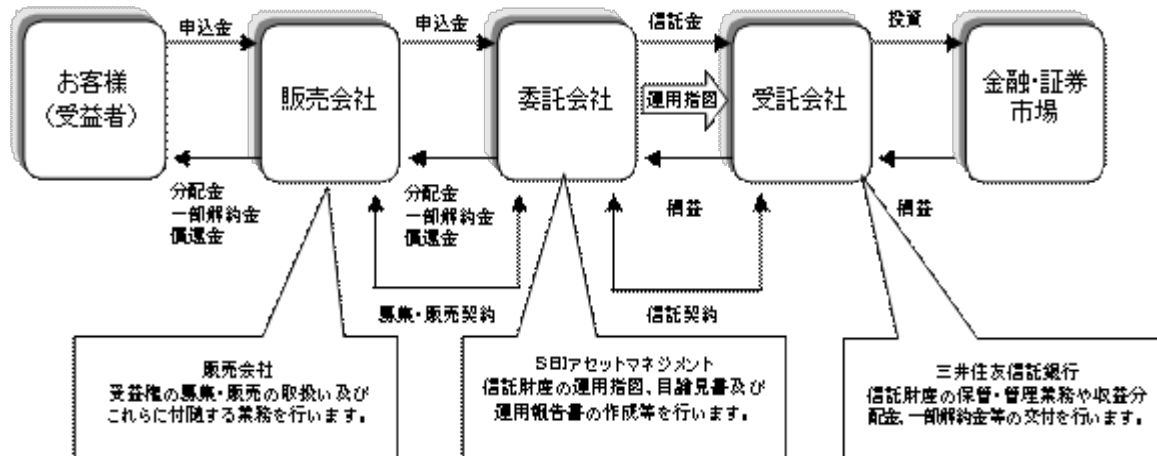 申込金
申込金
信託金
投資
お客様
(受益者)
販売会社
委託会社
運用指図
受託会社
金融・証券
市場
分配金
一部解約金
償還金
分配金
一部解約金
償還金
損益
損益
募集・販売契約
信託契約
販売会社
受益権の募集・販売の取扱い及び
これらに付随する業務を行います。
SBIアセットマネジメント
信託財産の運用指図、目論見書及び
運用報告書の作成等を行います。
三井住友信託銀行
信託財産の保管・管理業務や収益分
配金、一部解約金等の交付を行います。